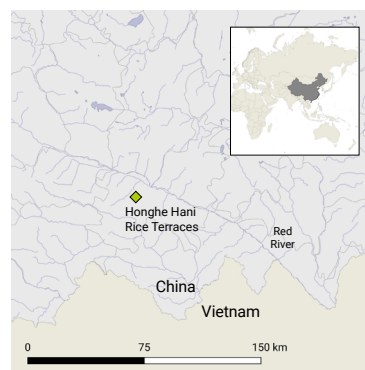 Honghe Hani
Rice Terraces
Red
River
China
Vietnam
0 75 150 km